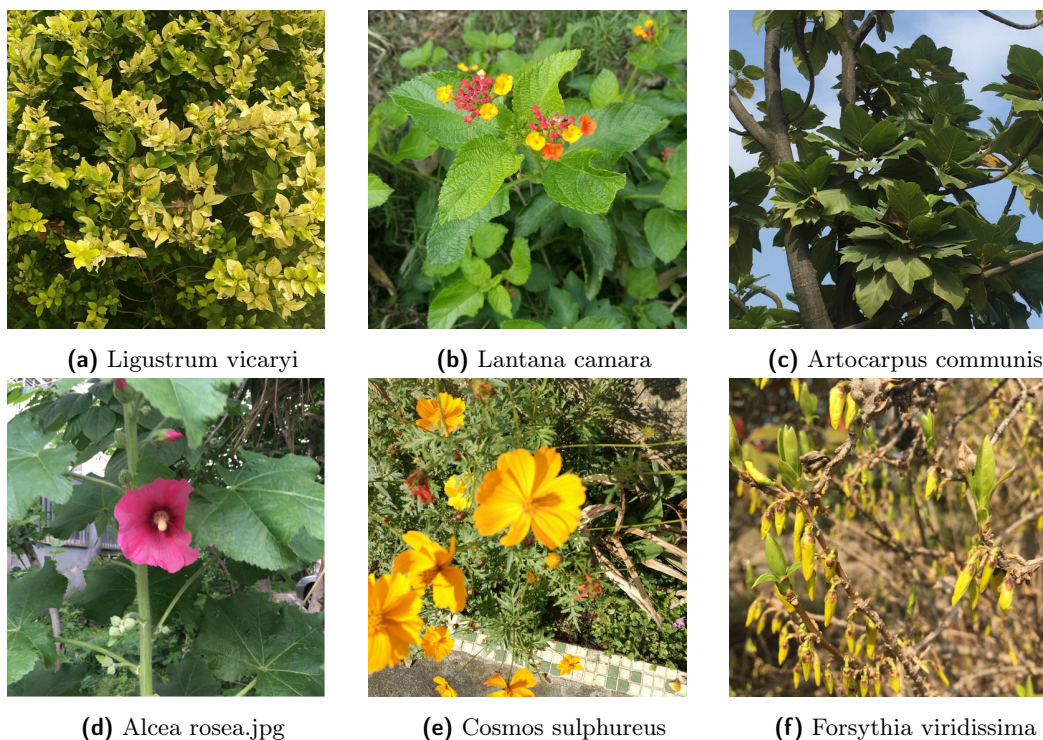 (a) Ligustrum vicaryi
(b) Lantana camara
(c) Artocarpus communis
(d) Alcea rosea.jpg
(e) Cosmos sulphureus
(f) Forsythia viridissima